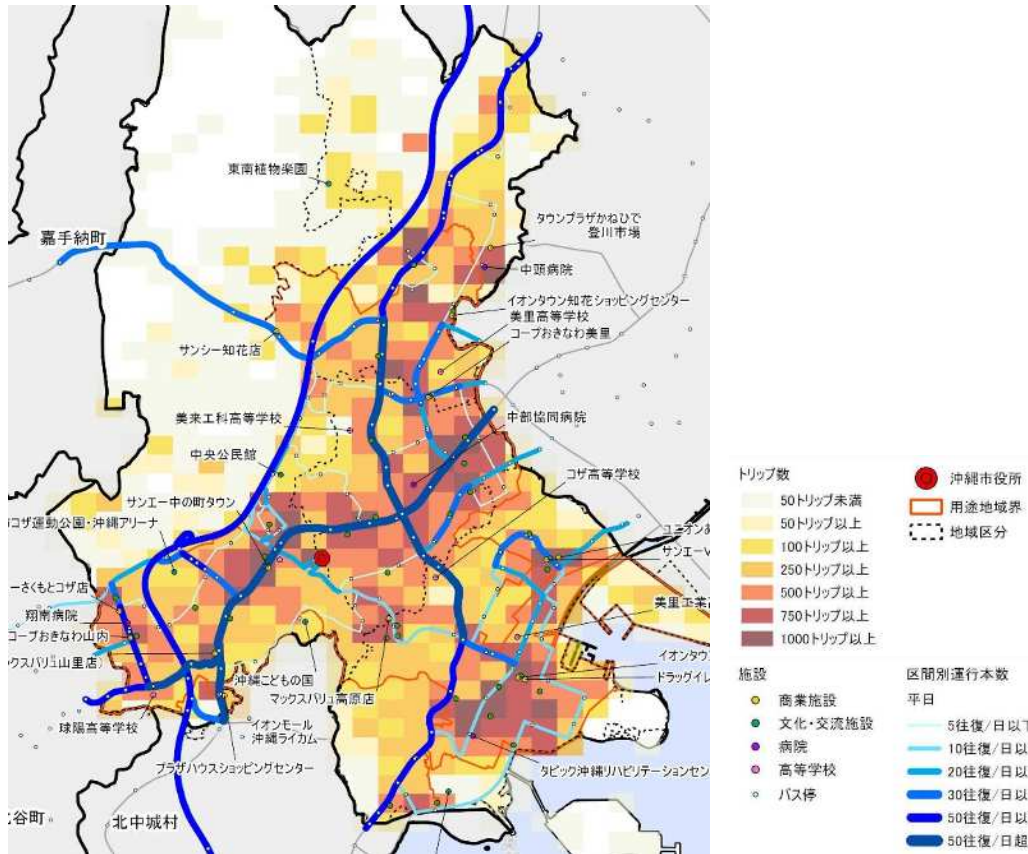 東南植物楽園
嘉手納町
タウンプラザかねひで
登川市場
中頭病院
イオンタウン知花ショッピングセンター
美里高等学校
コープおきなわ美里
サンシー知花店
美来工科高等学校
中部協同病院
中央公民館
コザ高等学校
サンエー中の町タウン
コザ運動公園・沖縄アリーナ
ユニオンあ
サンエーV
ーさくもとコザ店
翔南病院
美里工業高
コープおきなわ山内
ックスバリュ山里店)
イオンタウ
沖縄こどもの国
ドラッグイレ
マックスバリュ高原店
球陽高等学校
イオンモール
沖縄ライカム
プラザハウスショッピングセンター
タピック沖縄リハビリテーションセン
谷町
北中城村
トリップ数
50トリップ未満
50トリップ以上
100トリップ以上
250トリップ以上
500トリップ以上
750トリップ以上
1000トリップ以上
沖縄市役所
用途地域界
地域区分
施設
商業施設
文化・交流施設
病院
高等学校
バス停
区間別運行本数
平日
5往復/日以下
10往復/日以
20往復/日以
30往復/日以
50往復/日以
50往復/日超